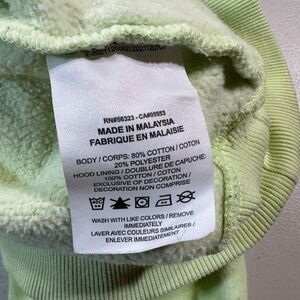 RN#56323 - CA#05553
MADE IN MALAYSIA
FABRIQUE EN MALAISIE
BODY / CORPS: 80% COTTON / COTON
20% POLYESTER
HOOD LINING / DOUBLURE DE CAPUCHE:
100% COTTON / COTON
EXCLUSIVE OF DECORATION /
DECORATION NON COMPRISE
WASH WITH LIKE COLORS / REMOVE
IMMEDIATELY
LAVER AVEC COULEURS SIMILAIRES /
ENLEVER IMMEDIATEMENT